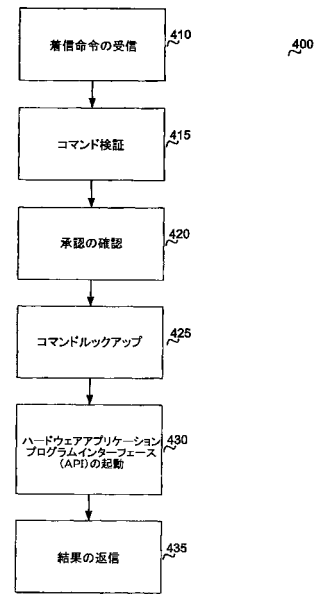 着信命令の受信
410
400
コマンド検証
415
承認の確認
420
コマンドルックアップ
425
ハードウェアアプリケーション
プログラムインターフェース
(API)の起動
430
結果の返信
435